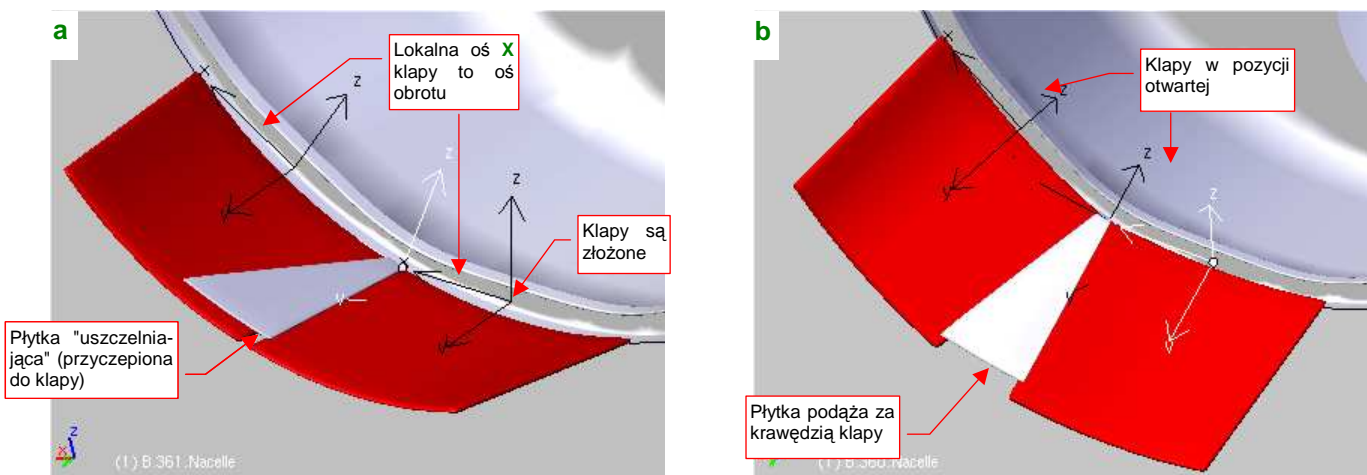 a
Lokalna oś X
klapy to oś
obrotu
x
z
z
z
y
y
y
x
Klapy są
złożone
Płytka "uszczelnia-
jąca" (przyczepiona
do klapy)
z
x
(1) B.361.Nacelle
b
Klapy w pozycji
otwartej
x
z
z
z
y
y
y
Płytka podąża za
krawędzią klapy
(1) B.360.Nacelle